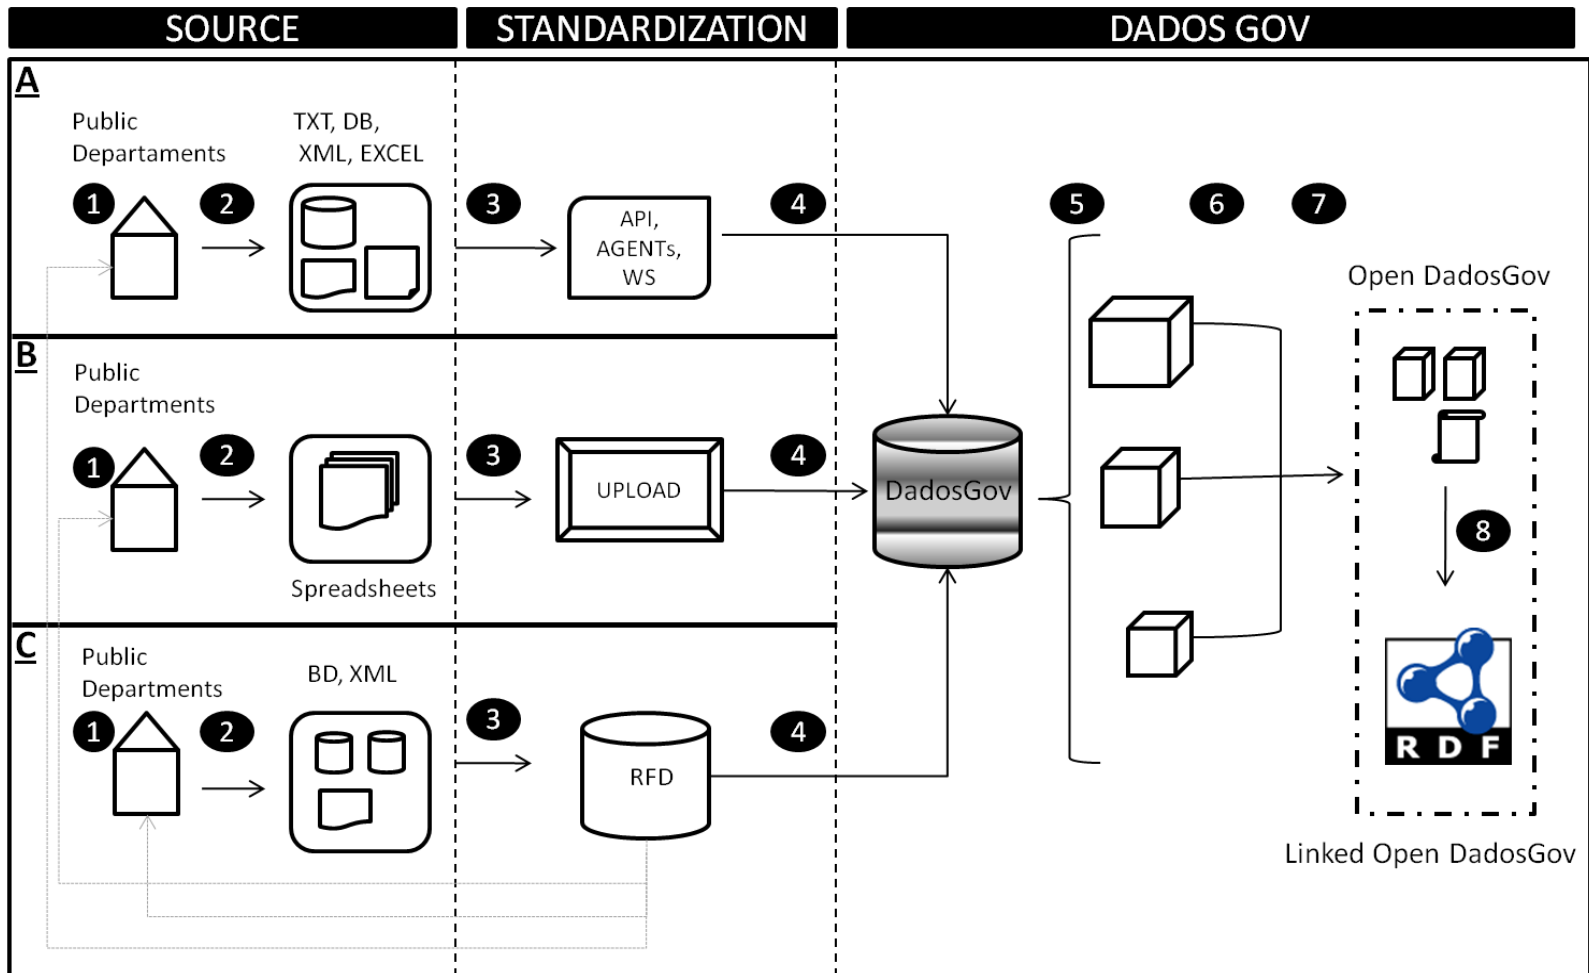 SOURCE
STANDARDIZATION
DADOS GOV
A
Public
Departaments
TXT, DB,
XML, EXCEL
1
2
3
API,
AGENTs,
WS
4
B
Public
Departments
1
2
Spreadsheets
3
UPLOAD
4
C
Public
Departments
BD, XML
1
2
3
RFD
4
DadosGov
5
6
7
Open DadosGov
8
RDF
Linked Open DadosGov